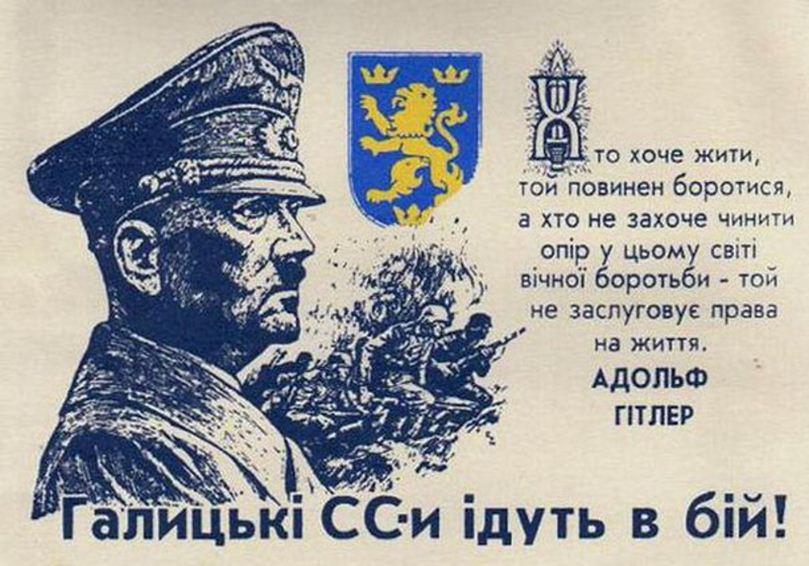 Хто хоче жити,
той повинен боротися,
а хто не захоче чинити
опір у цьому світі
вічної боротьби - той
не заслуговує права
на життя.
АДОЛЬФ
ГІТЛЕР
Галицькі СС-и ідуть в бій!